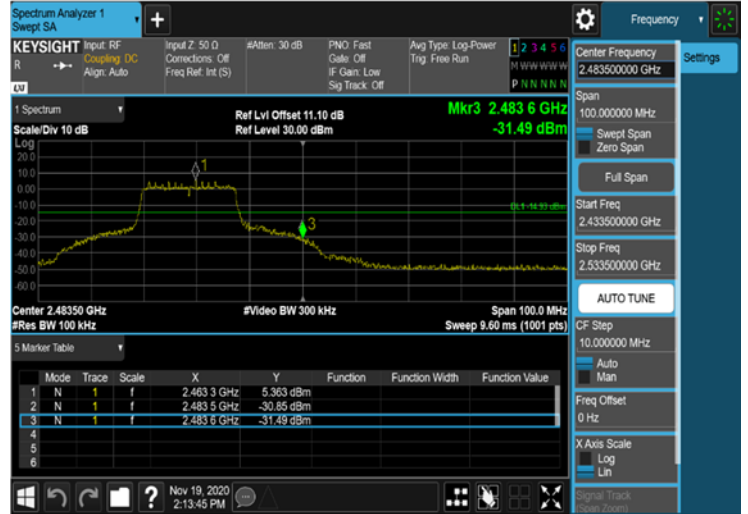 Spectrum Analyzer 1
Swept SA
Frequency
KEYSIGHT
R
Input: RF
Coupling: DC
Align: Auto
Input Z: 50 Ω
Corrections: Off
Freq Ref: Int (S)
#Atten: 30 dB
PNO: Fast
Gate: Off
IF Gain: Low
Sig Track: Off
Avg Type: Log-Power
Trig: Free Run
1 2 3 4 5 6
M W W W W W
P N N N N N
1 Spectrum
Scale/Div 10 dB
Ref Lvl Offset 11.10 dB
Ref Level 30.00 dBm
Mkr3 2.483 6 GHz
-31.49 dBm
Log
20.0
10.0
0.00
-10.0
-20.0
-30.0
-40.0
-50.0
-60.0
1
3
DL1 -14.93 dBm
Center 2.48350 GHz
#Res BW 100 kHz
#Video BW 300 kHz
Span 100.0 MHz
Sweep 9.60 ms (1001 pts)
5 Marker Table
Mode Trace Scale X Y Function Function Width Function Value
1 N 1 f 2.463 3 GHz 5.363 dBm
2 N 1 f 2.483 5 GHz -30.85 dBm
3 N 1 f 2.483 6 GHz -31.49 dBm
4
5
6
Nov 19, 2020
2:13:45 PM
Center Frequency
2.483500000 GHz
Settings
Span
100.000000 MHz
Swept Span
Zero Span
Full Span
Start Freq
2.433500000 GHz
Stop Freq
2.533500000 GHz
AUTO TUNE
CF Step
10.000000 MHz
Auto
Man
Freq Offset
0 Hz
X Axis Scale
Log
Lin
Signal Track
(Span Zoom)